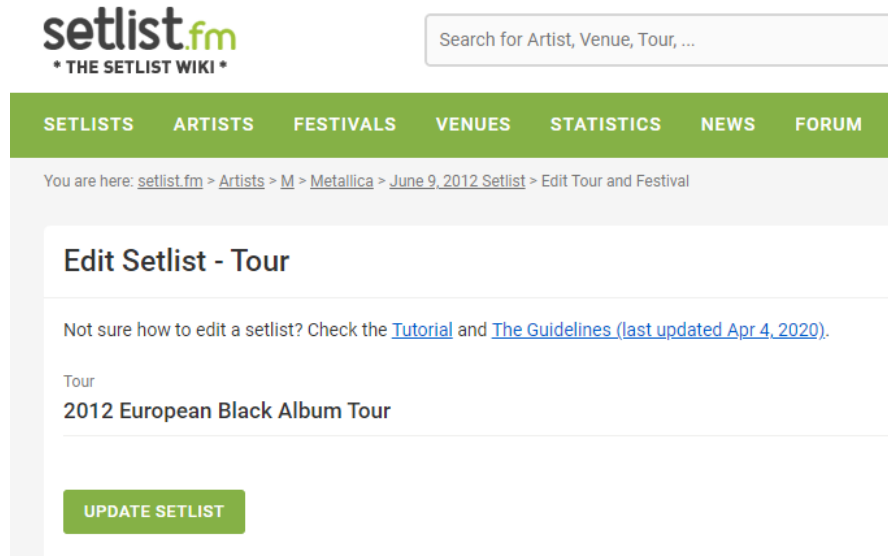 setlist.fm
* THE SETLIST WIKI *
Search for Artist, Venue, Tour, ...
SETLISTS ARTISTS FESTIVALS VENUES STATISTICS NEWS FORUM
You are here: setlist.fm > Artists > M > Metallica > June 9, 2012 Setlist > Edit Tour and Festival
Edit Setlist - Tour
Not sure how to edit a setlist? Check the Tutorial and The Guidelines (last updated Apr 4, 2020).
Tour
2012 European Black Album Tour
UPDATE SETLIST